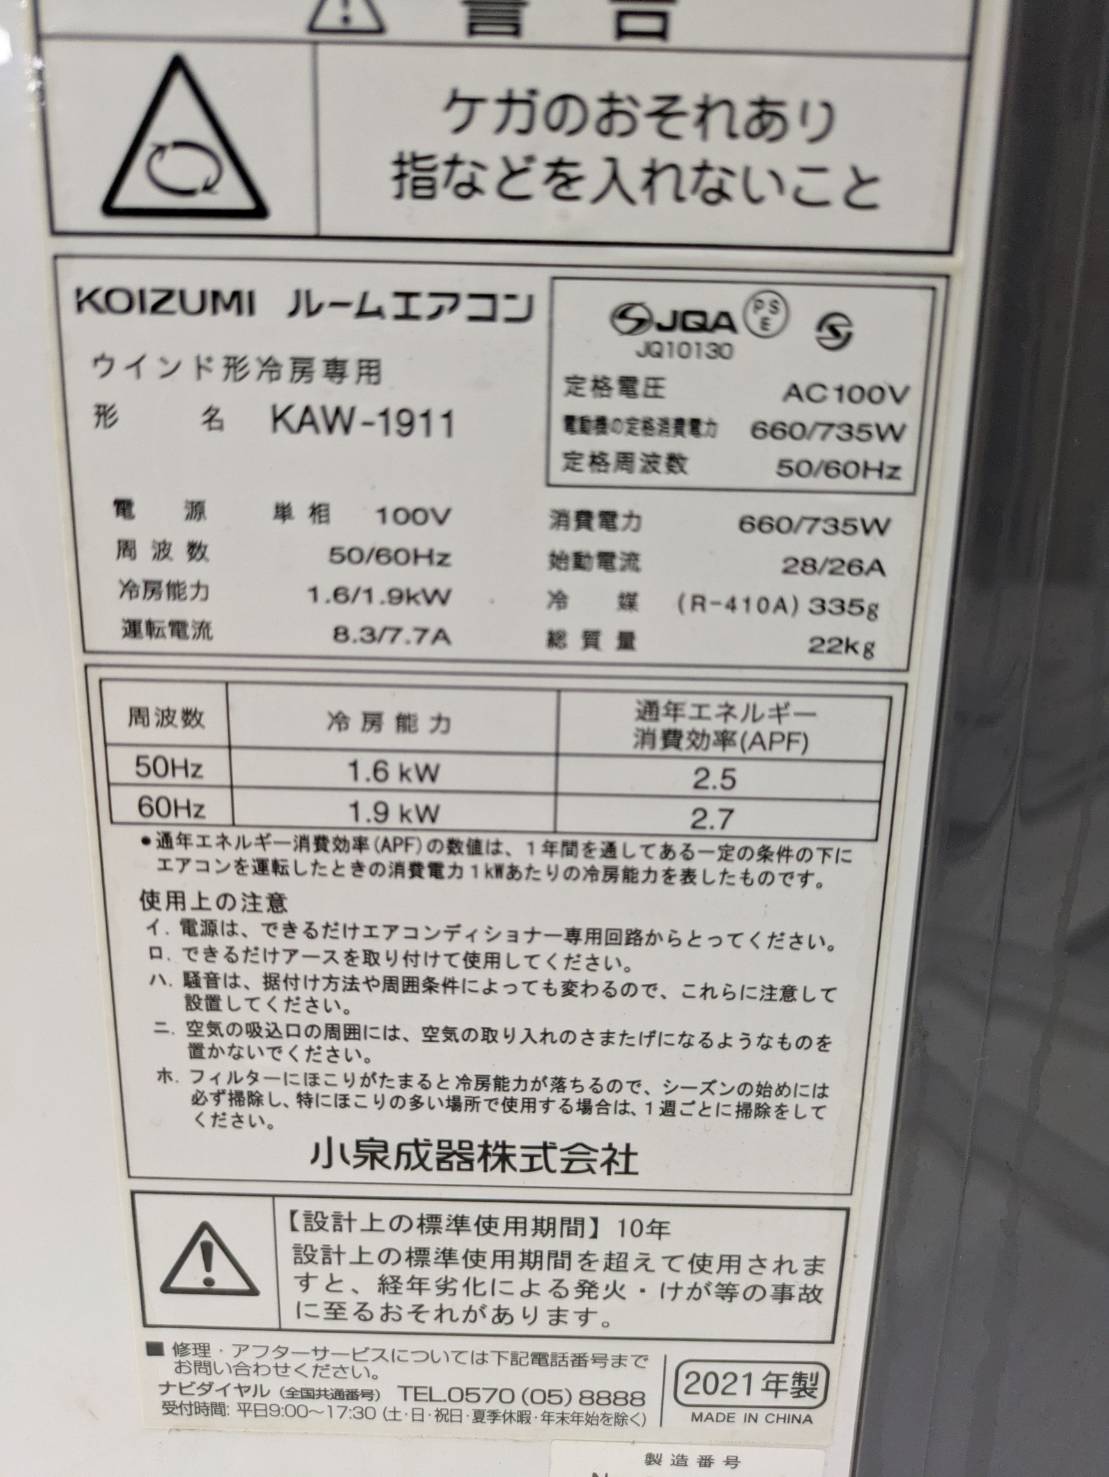 警告
ケガのおそれあり
指などを入れないこと
KOIZUMI ルームエアコン
ウインド形冷房専用
形名 KAW-1911
JQA PSE
JQ10130
定格電圧 AC100V
電動機の定格消費電力 660/735W
定格周波数 50/60Hz
電源 単相 100V
周波数 50/60Hz
冷房能力 1.6/1.9kW
運転電流 8.3/7.7A
消費電力 660/735W
始動電流 28/26A
冷媒 (R-410A) 335g
総質量 22kg
周波数 冷房能力 通年エネルギー
消費効率(APF)
50Hz 1.6 kW 2.5
60Hz 1.9 kW 2.7
●通年エネルギー消費効率(APF)の数値は、1年間を通してある一定の条件の下に
エアコンを運転したときの消費電力1kWあたりの冷房能力を表したものです。
使用上の注意
イ. 電源は、できるだけエアコンディショナー専用回路からとってください。
ロ. できるだけアースを取り付けて使用してください。
ハ. 騒音は、据付け方法や周囲条件によっても変わるので、これらに注意して
設置してください。
ニ. 空気の吸込口の周囲には、空気の取り入れのさまたげになるようなものを
置かないでください。
ホ. フィルターにほこりがたまると冷房能力が落ちるので、シーズンの始めには
必ず掃除し、特にほこりの多い場所で使用する場合は、1週ごとに掃除をして
ください。
小泉成器株式会社
【設計上の標準使用期間】10年
設計上の標準使用期間を超えて使用されま
すと、経年劣化による発火・けが等の事故
に至るおそれがあります。
■ 修理・アフターサービスについては下記電話番号まで
お問い合わせください。
ナビダイヤル (全国共通番号) TEL.0570 (05) 8888
受付時間: 平日9:00～17:30 (土・日・祝日・夏季休暇・年末年始を除く)
2021年製
MADE IN CHINA
製造番号